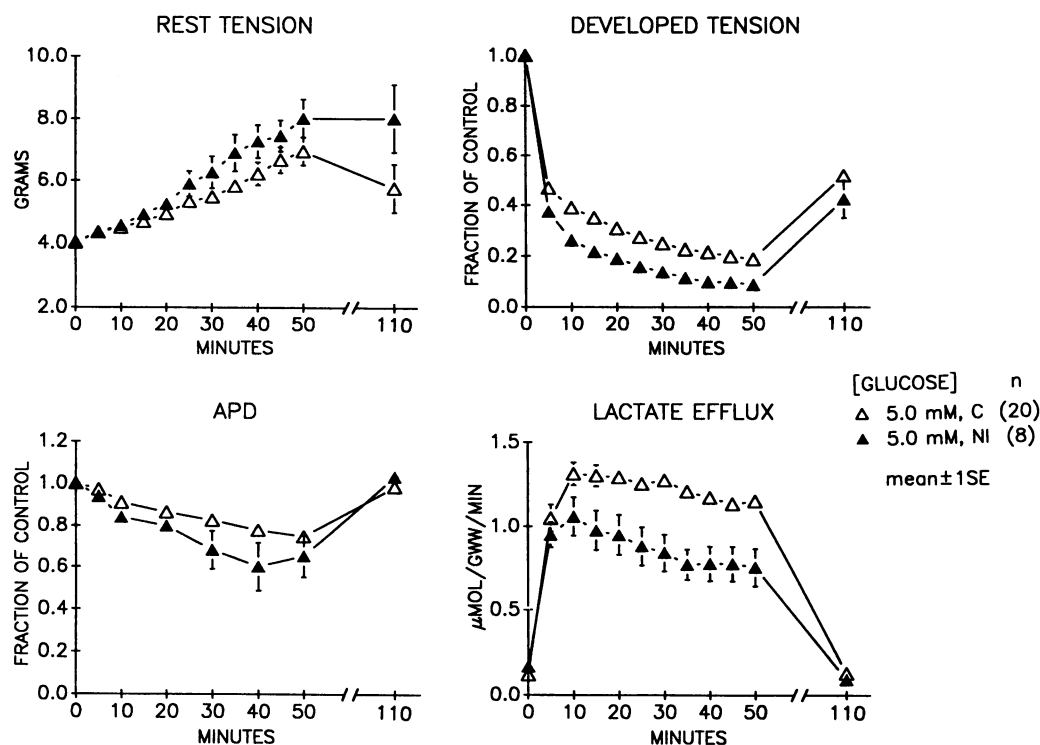 REST TENSION
GRAMS
10.0
8.0
6.0
4.0
2.0
0 10 20 30 40 50 110
MINUTES
DEVELOPED TENSION
FRACTION OF CONTROL
1.0
0.8
0.6
0.4
0.2
0.0
0 10 20 30 40 50 110
MINUTES
APD
FRACTION OF CONTROL
1.2
1.0
0.8
0.6
0.4
0.2
0.0
0 10 20 30 40 50 110
MINUTES
LACTATE EFFLUX
μMOL/GWW/MIN
1.5
1.0
0.5
0.0
0 10 20 30 40 50 110
MINUTES
[GLUCOSE] n
5.0 mM, C (20)
5.0 mM, NI (8)
mean±1SE